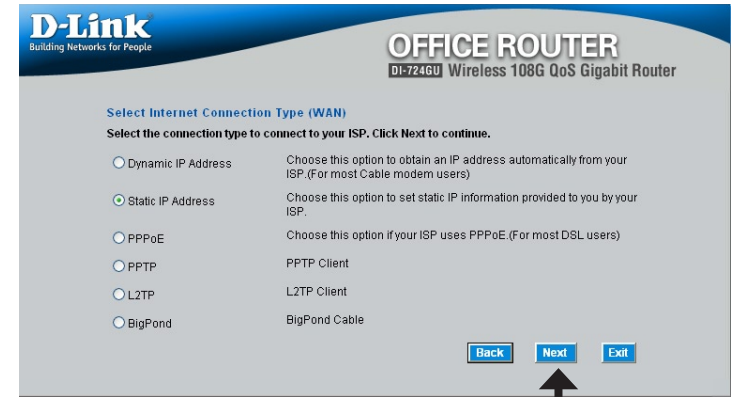 D-Link
Building Networks for People
OFFICE ROUTER
DI-724GU Wireless 108G QoS Gigabit Router
Select Internet Connection Type (WAN)
Select the connection type to connect to your ISP. Click Next to continue.
Dynamic IP Address
Choose this option to obtain an IP address automatically from your
ISP.(For most Cable modem users)
Static IP Address
Choose this option to set static IP information provided to you by your
ISP.
PPPoE
Choose this option if your ISP uses PPPoE.(For most DSL users)
PPTP
PPTP Client
L2TP
L2TP Client
BigPond
BigPond Cable
Back Next Exit